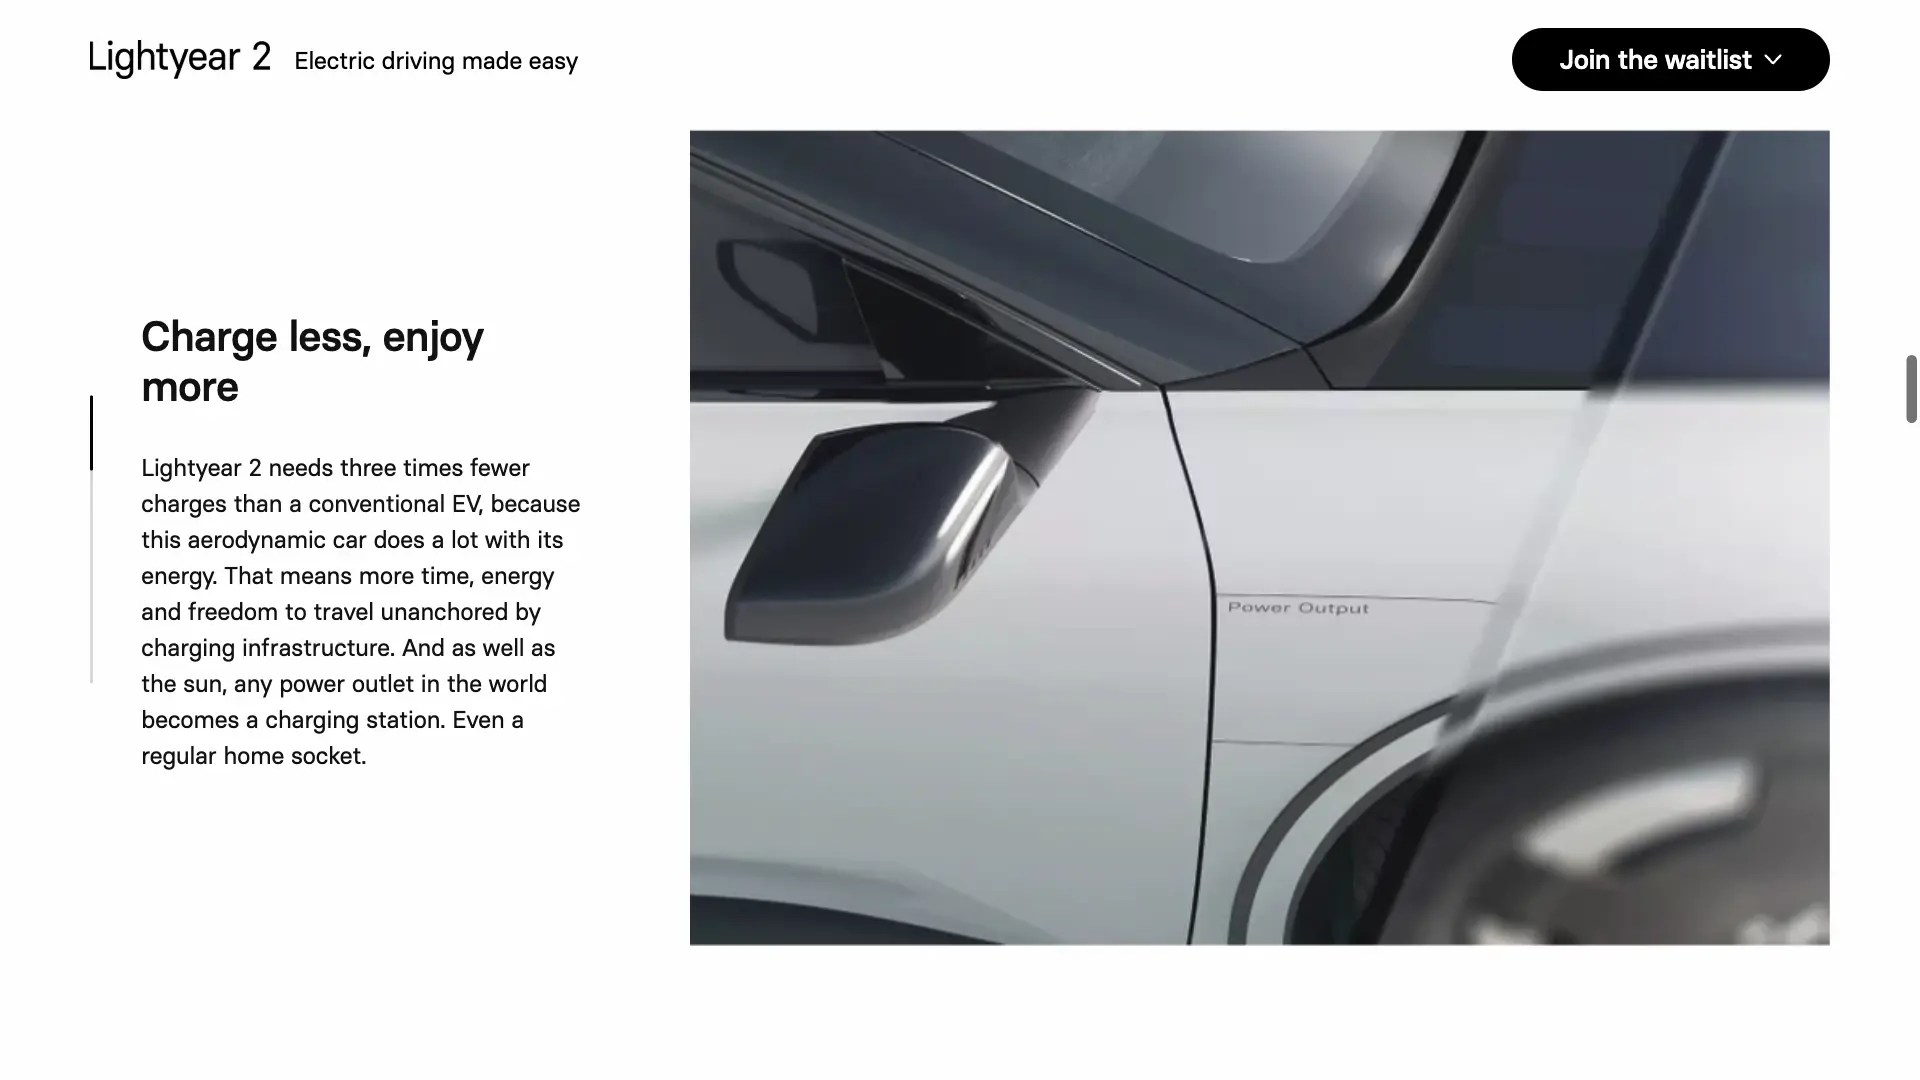 Lightyear 2 Electric driving made easy
Join the waitlist
Charge less, enjoy
more
Lightyear 2 needs three times fewer
charges than a conventional EV, because
this aerodynamic car does a lot with its
energy. That means more time, energy
and freedom to travel unanchored by
charging infrastructure. And as well as
the sun, any power outlet in the world
becomes a charging station. Even a
regular home socket.
Power Output